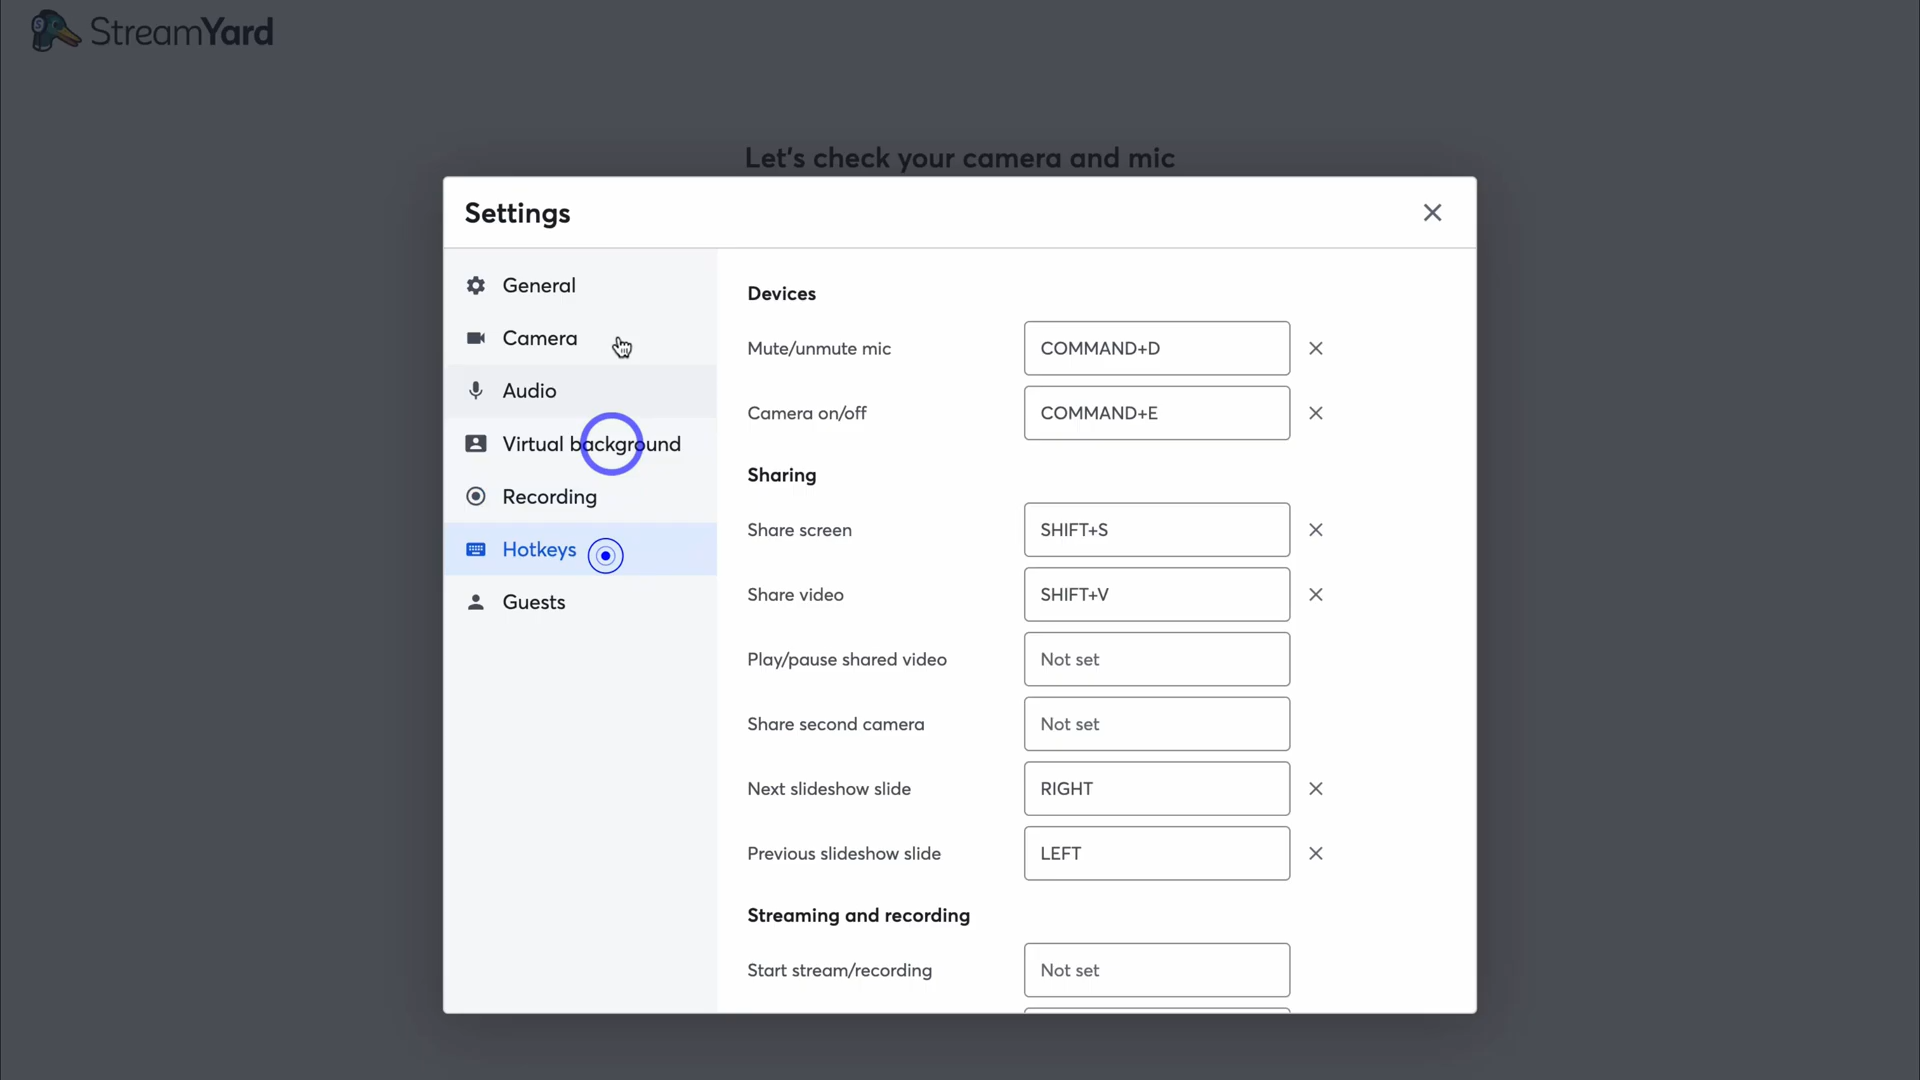 StreamYard
Let's check your camera and mic
Settings
General
Camera
Audio
Virtual background
Recording
Hotkeys
Guests
Devices
Mute/unmute mic COMMAND+D
Camera on/off COMMAND+E
Sharing
Share screen SHIFT+S
Share video SHIFT+V
Play/pause shared video Not set
Share second camera Not set
Next slideshow slide RIGHT
Previous slideshow slide LEFT
Streaming and recording
Start stream/recording Not set